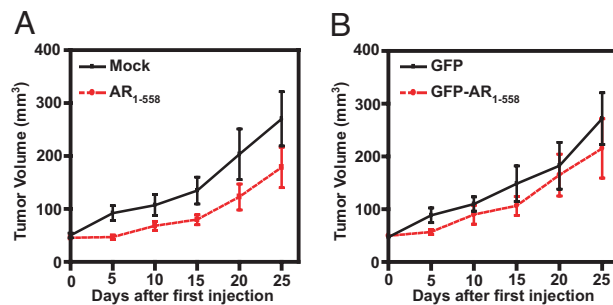 A
Tumor Volume (mm³)
400
300
200
100
0
Mock
AR₁₋₅₅₈
0 5 10 15 20 25
Days after first injection
B
Tumor Volume (mm³)
400
300
200
100
0
GFP
GFP-AR₁₋₅₅₈
0 5 10 15 20 25
Days after first injection